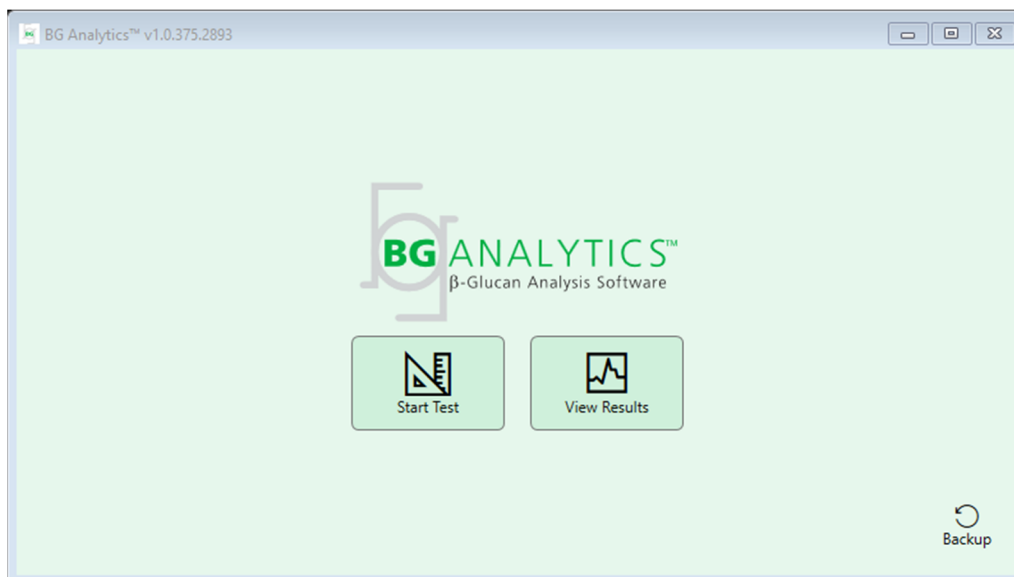 BG Analytics™ v1.0.375.2893
BG ANALYTICS™
β-Glucan Analysis Software
Start Test
View Results
Backup